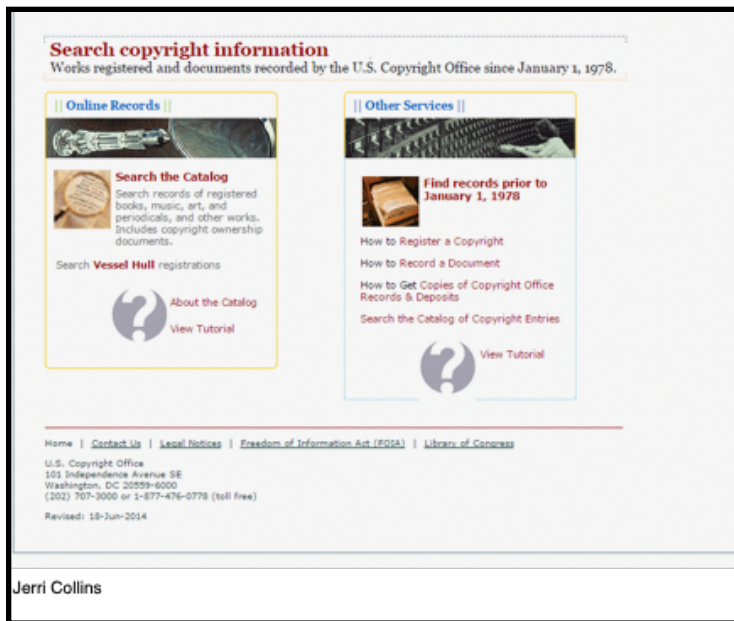 Search copyright information
Works registered and documents recorded by the U.S. Copyright Office since January 1, 1978.
|| Online Records ||
Search the Catalog
Search records of registered
books, music, art, and
periodicals, and other works.
Includes copyright ownership
documents.
Search Vessel Hull registrations
About the Catalog
View Tutorial
|| Other Services ||
Find records prior to
January 1, 1978
How to Register a Copyright
How to Record a Document
How to Get Copies of Copyright Office
Records & Deposits
Search the Catalog of Copyright Entries
View Tutorial
Home | Contact Us | Legal Notices | Freedom of Information Act (FOIA) | Library of Congress
U.S. Copyright Office
101 Independence Avenue SE
Washington, DC 20559-6000
(202) 707-3000 or 1-877-476-0778 (toll free)
Revised: 18-Jun-2014
Jerri Collins